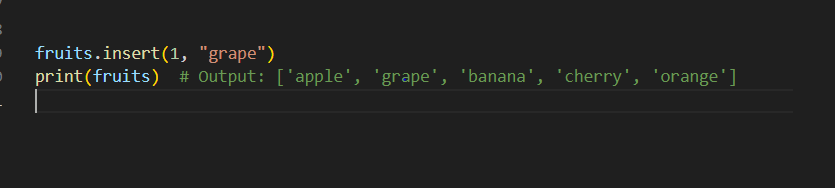 fruits.insert(1, "grape")
print(fruits)  # Output: ['apple', 'grape', 'banana', 'cherry', 'orange']